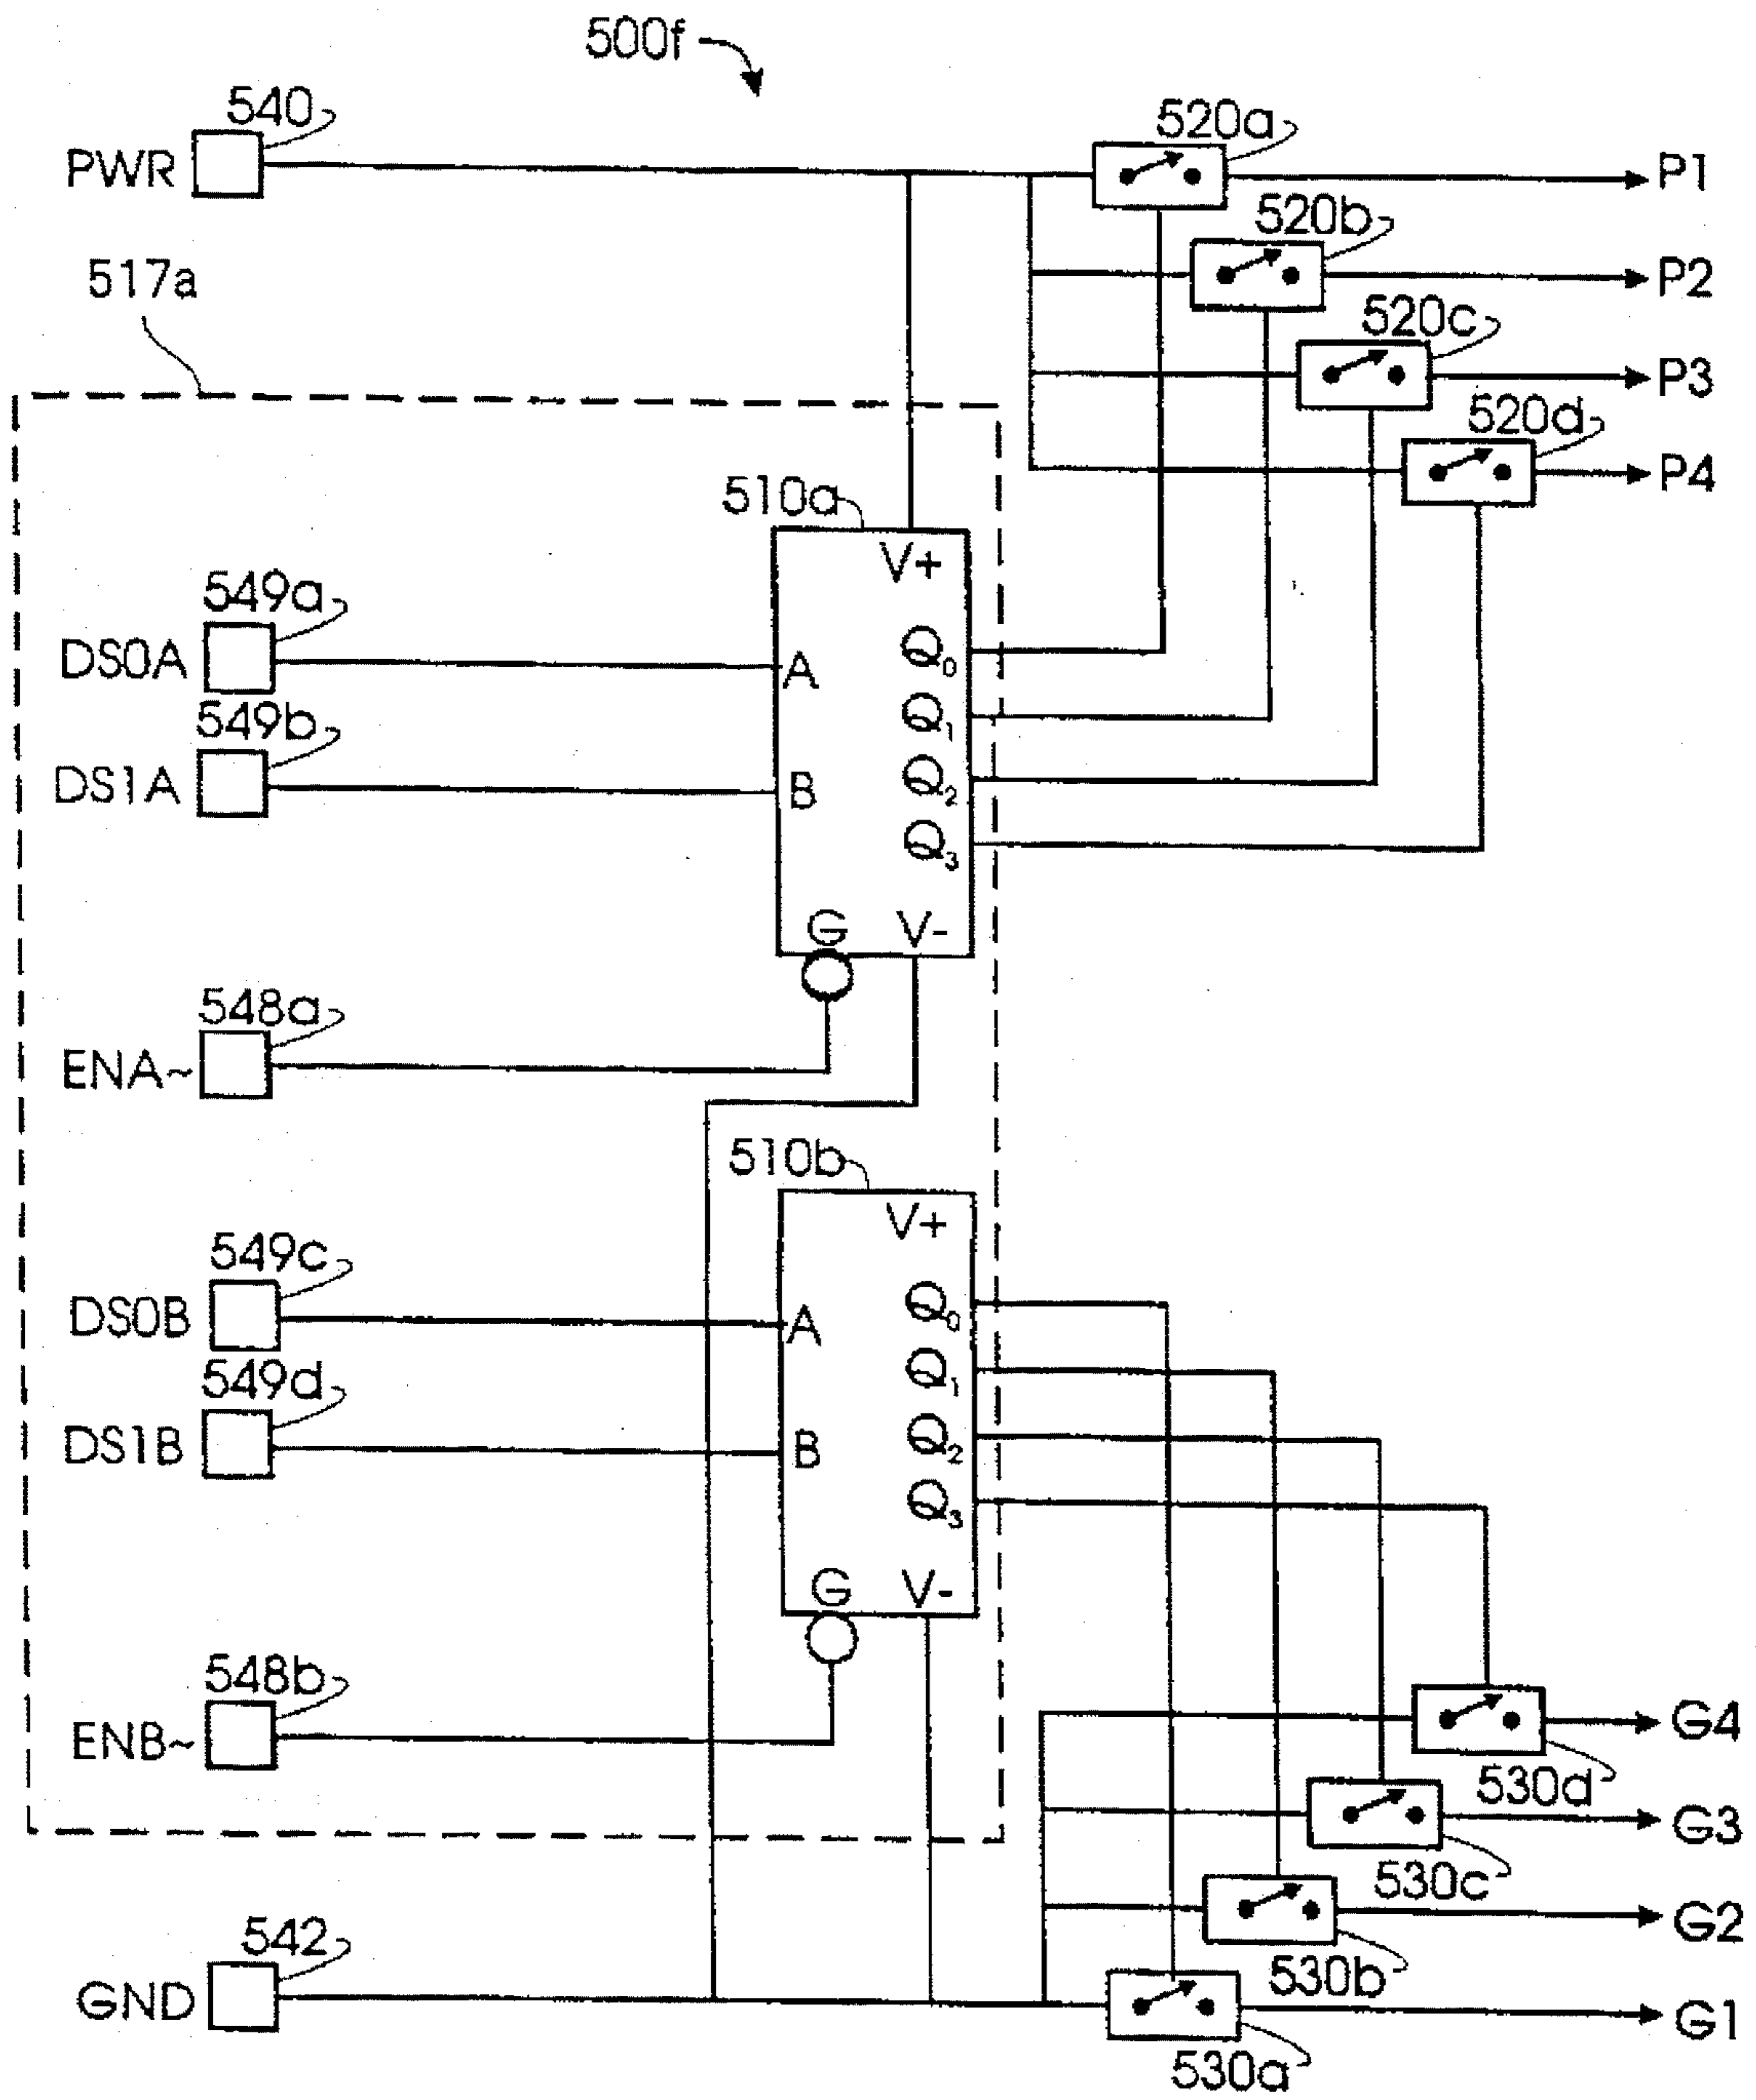 500f
540
PWR
520a
P1
520b
P2
517a
520c
P3
520d
P4
510a
V+
549a
DS0A
A
Q0
549b
Q1
DS1A
B
Q2
Q3
G
V-
548a
ENA~
510b
V+
549c
DS0B
A
Q0
549d
Q1
DS1B
B
Q2
Q3
G
V-
548b
ENB~
G4
530d
G3
530c
G2
542
530b
GND
G1
530a